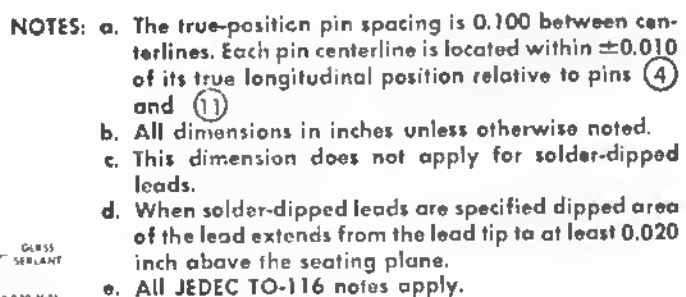 NOTES: a. The true-position pin spacing is 0.100 between cen-
terlines. Each pin centerline is located within ±0.010
of its true longitudinal position relative to pins ④
and ⑪
b. All dimensions in inches unless otherwise noted.
c. This dimension does not apply for solder-dipped
leads.
d. When solder-dipped leads are specified dipped area
of the lead extends from the lead tip to at least 0.020
inch above the seating plane.
GLASS
SEALANT
e. All JEDEC TO-116 notes apply.